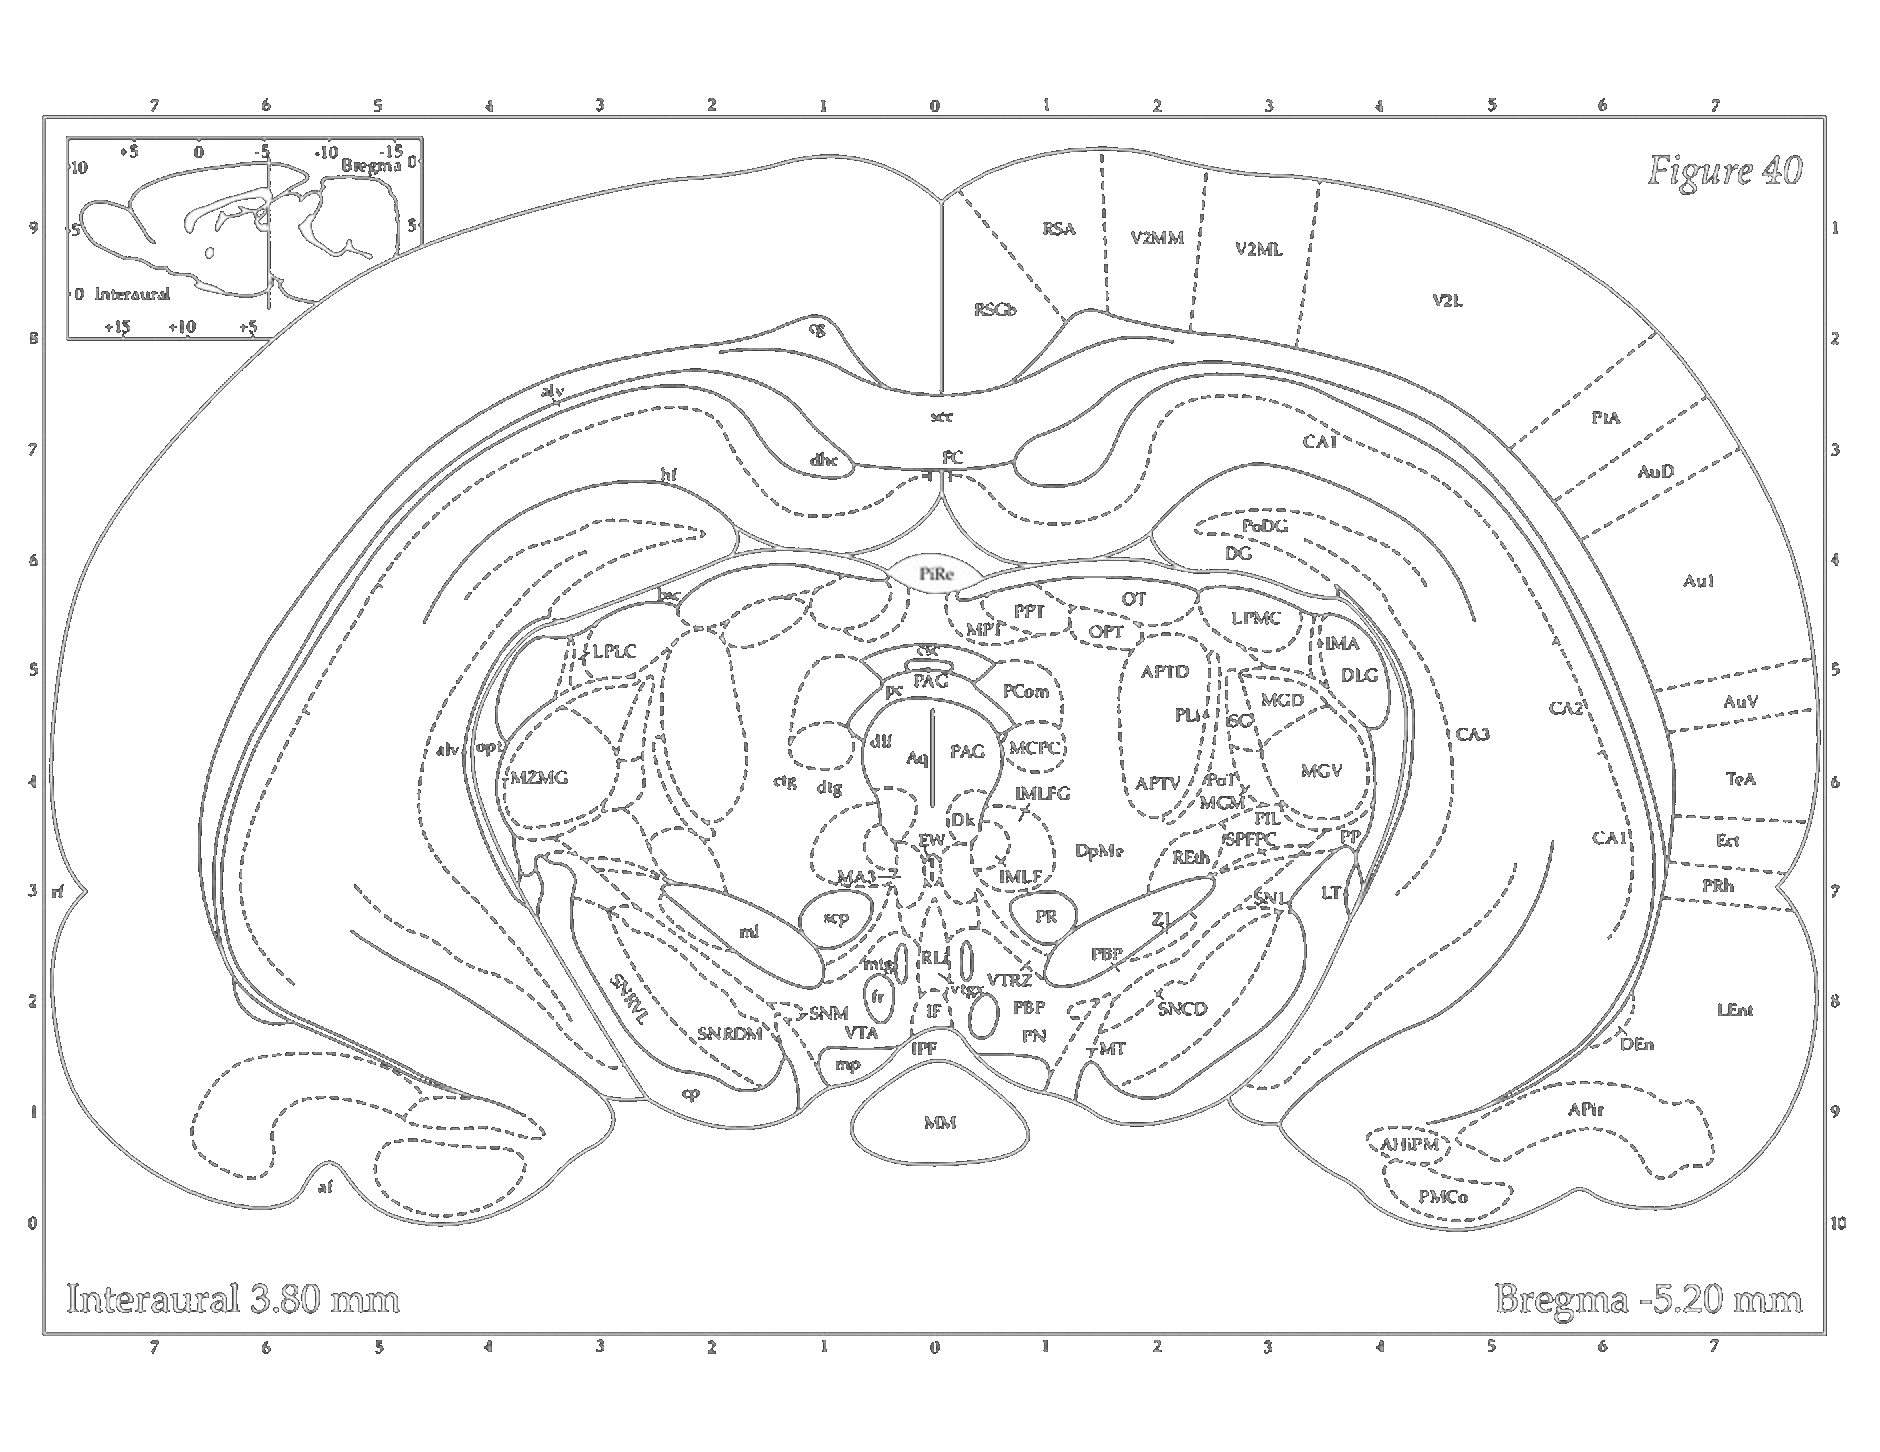 7 6 5 4 3 2 1 0 1 2 3 4 5 6 7
+5 0 -5 -10 -15
10 Bregma 0
5 5
0 Interaural
+15 +10 +5
Figure 40
9 1
RSA V2MM V2ML
V2L
RSGb
8 cg 2
alv
scc PtA
7 dhc FC CA1 3
hf AuD
PoDG
DG
6 4
PiRe
bsc PPT OT LPMC Au1
MPT OPT
LPLC IMA
5 csc 5
PAG APTD DLG
pc PCom MGD
AuV
CA2
PLi SG
alv opt dlf Aq PAG MCPC CA3
MZMG MGV TeA
4 ctg dtg APTV PoT 6
IMLFG MGM
Dk PIL
EW SPFPC PP CA1 Ect
DpMe REth
MA3 IMLF PRh
3 rf SNL LT 7
scp PR ZI
ml
mtg RLi PBP
SNRVL fr vtgx VTRZ
2 SNM IF PBP SNCD LEnt 8
SNRDM VTA PN
IPF MT DEn
mp
cp
1 MM APir 9
AHiPM
af PMCo
0 10
Interaural 3.80 mm Bregma -5.20 mm
7 6 5 4 3 2 1 0 1 2 3 4 5 6 7